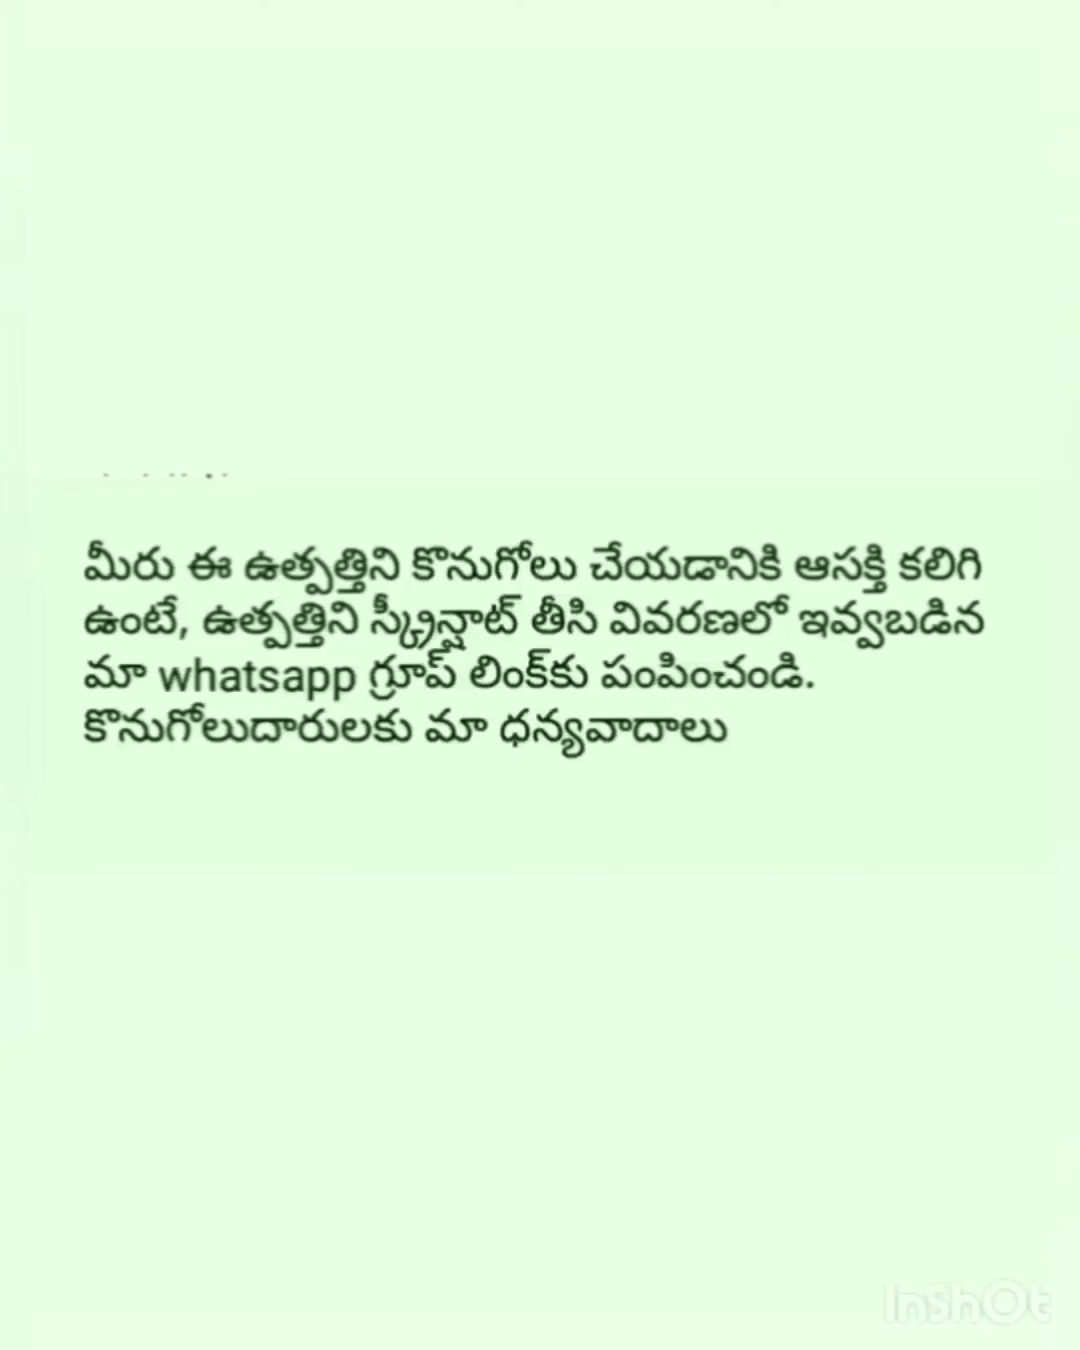 మీరు ఈ ఉత్పత్తిని కొనుగోలు చేయడానికి ఆసక్తి కలిగి
ఉంటే, ఉత్పత్తిని స్క్రీన్షాట్ తీసి వివరణలో ఇవ్వబడిన
మా whatsapp గ్రూప్ లింక్‌కు పంపించండి.
కొనుగోలుదారులకు మా ధన్యవాదాలు
InShOt